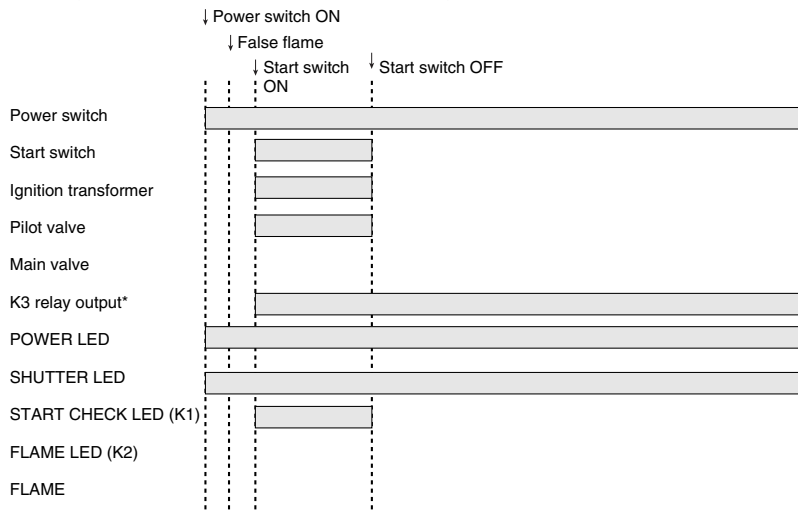 ↓ Power switch ON
↓ False flame
↓ Start switch ON
↓ Start switch OFF
Power switch
Start switch
Ignition transformer
Pilot valve
Main valve
K3 relay output*
POWER LED
SHUTTER LED
START CHECK LED (K1)
FLAME LED (K2)
FLAME